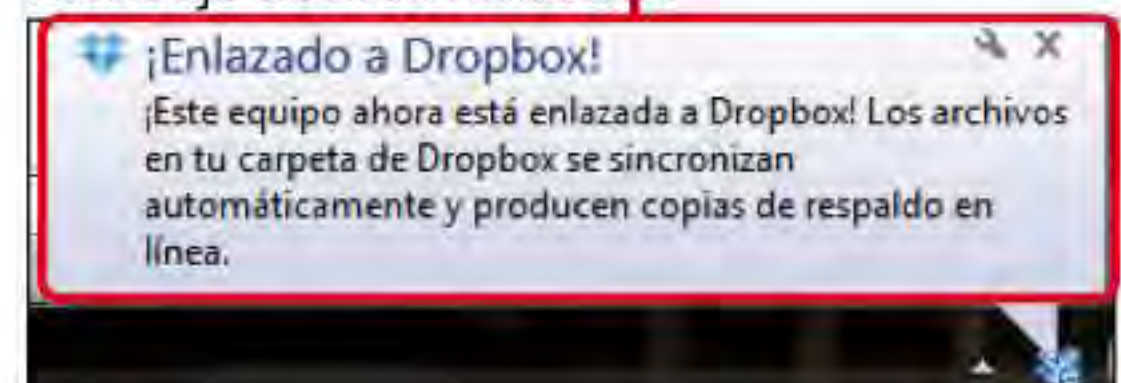 ¡Enlazado a Dropbox!
¡Este equipo ahora está enlazada a Dropbox! Los archivos
en tu carpeta de Dropbox se sincronizan
automáticamente y producen copias de respaldo en
línea.